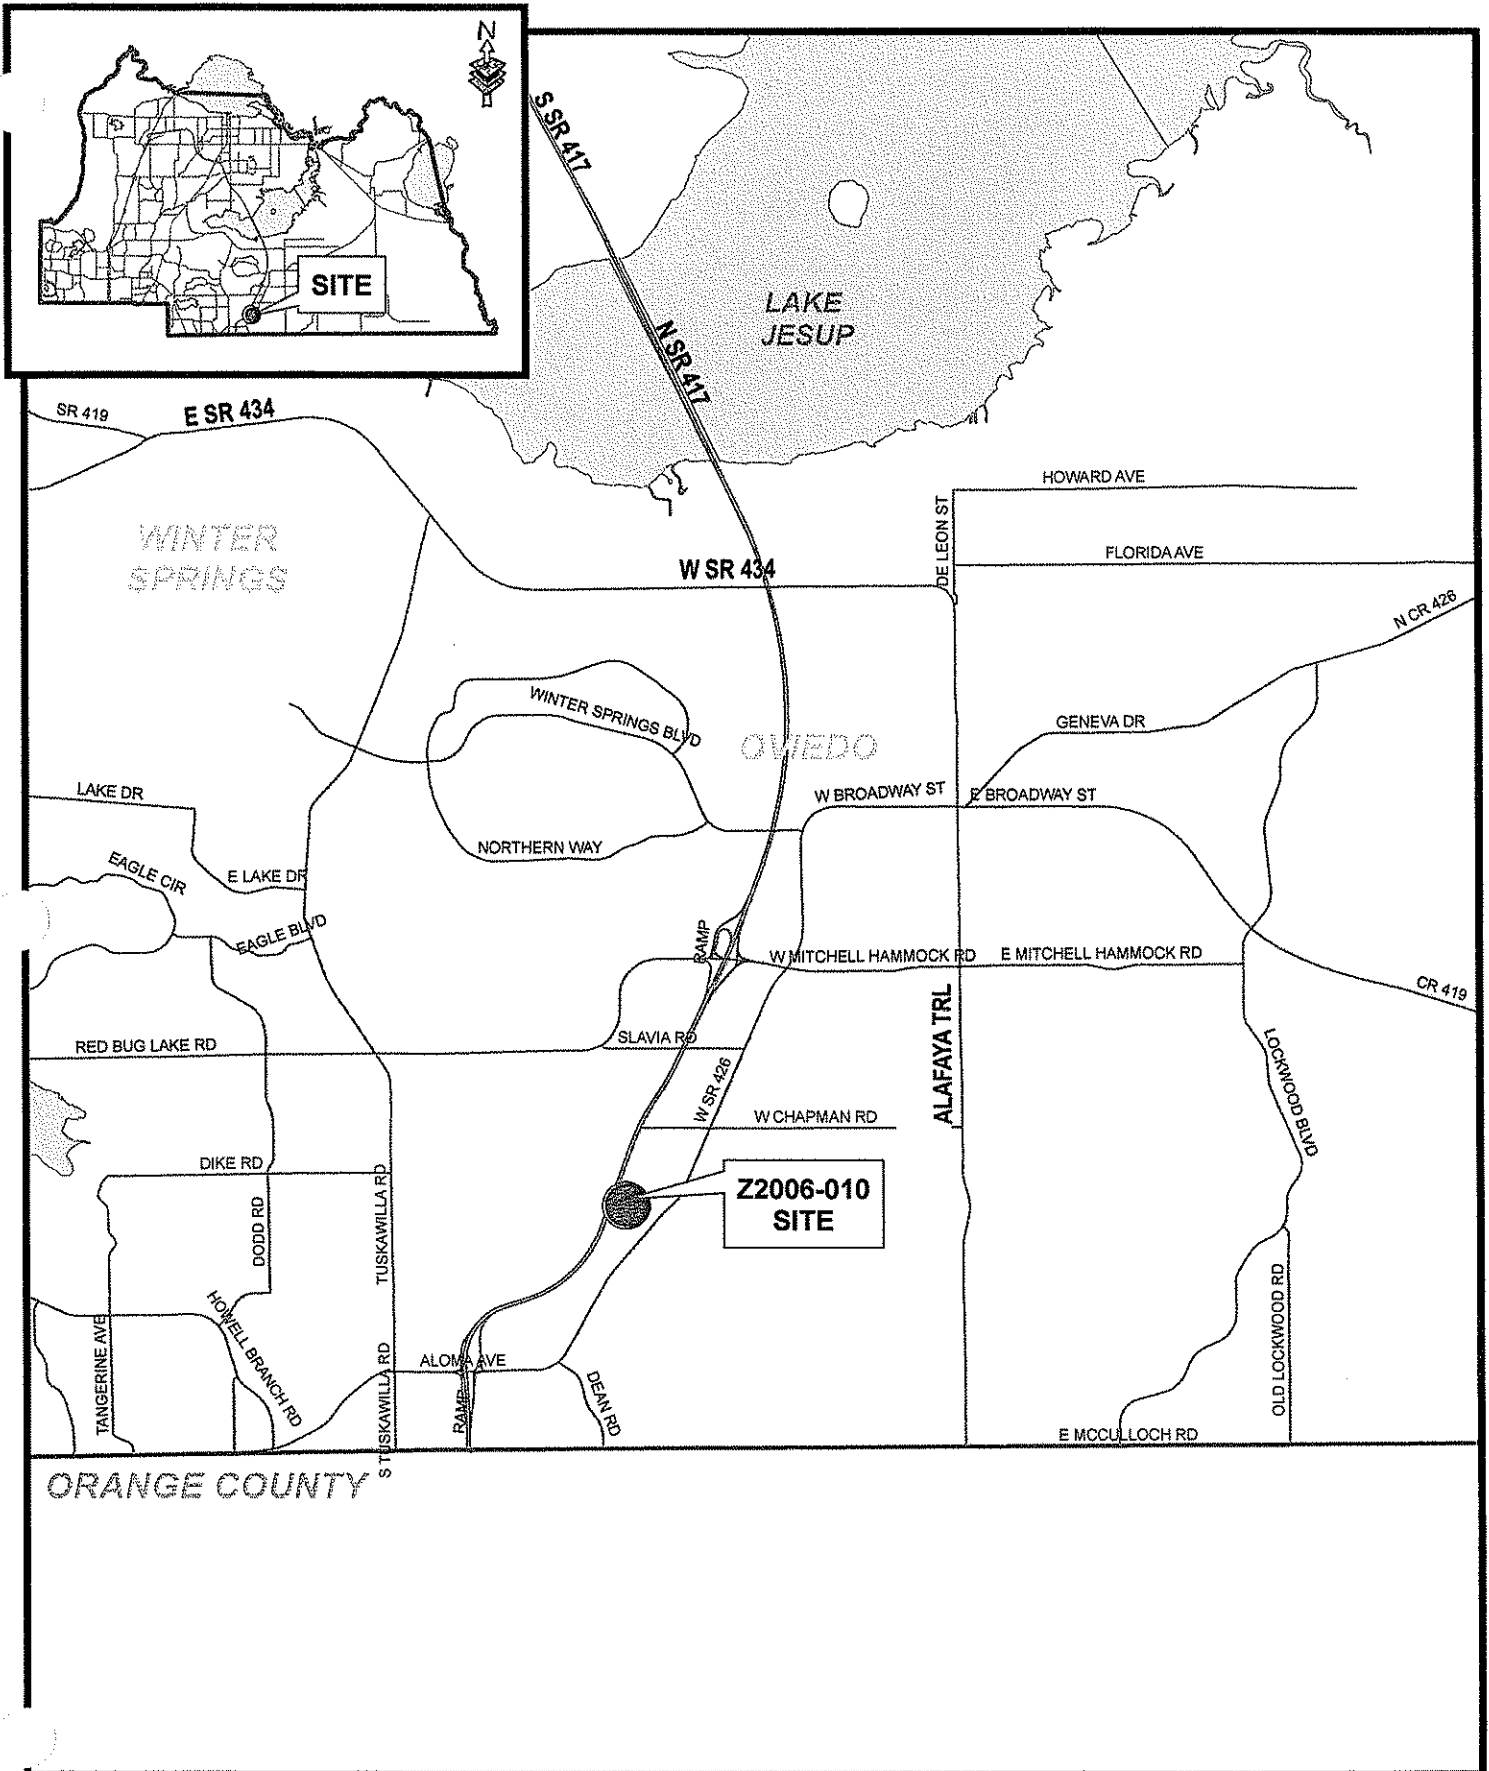 N
SITE
S SR 417
LAKE
JESUP
N SR 417
SR 419
E SR 434
HOWARD AVE
DE LEON ST
WINTER
SPRINGS
FLORIDA AVE
W SR 434
N CR 426
WINTER SPRINGS BLVD
GENEVA DR
OVIEDO
LAKE DR
W BROADWAY ST
E BROADWAY ST
NORTHERN WAY
EAGLE CIR
E LAKE DR
EAGLE BLVD
RAMP
W MITCHELL HAMMOCK RD
E MITCHELL HAMMOCK RD
CR 419
RED BUG LAKE RD
SLAVIA RD
ALAFAYA TRL
LOCKWOOD BLVD
W SR 426
W CHAPMAN RD
DIKE RD
Z2006-010
SITE
DODD RD
TUSKAWILLA RD
OLD LOCKWOOD RD
HOWELL BRANCH RD
TANGERINE AVE
S TUSKAWILLA RD
ALOMA AVE
RAMP
DEAN RD
E MCCULLOCH RD
ORANGE COUNTY